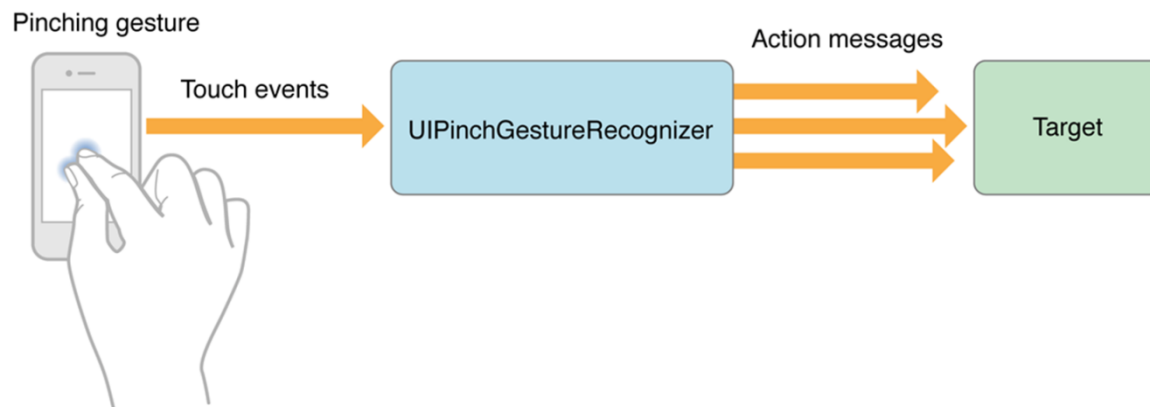 Pinching gesture
Touch events
UIPinchGestureRecognizer
Action messages
Target